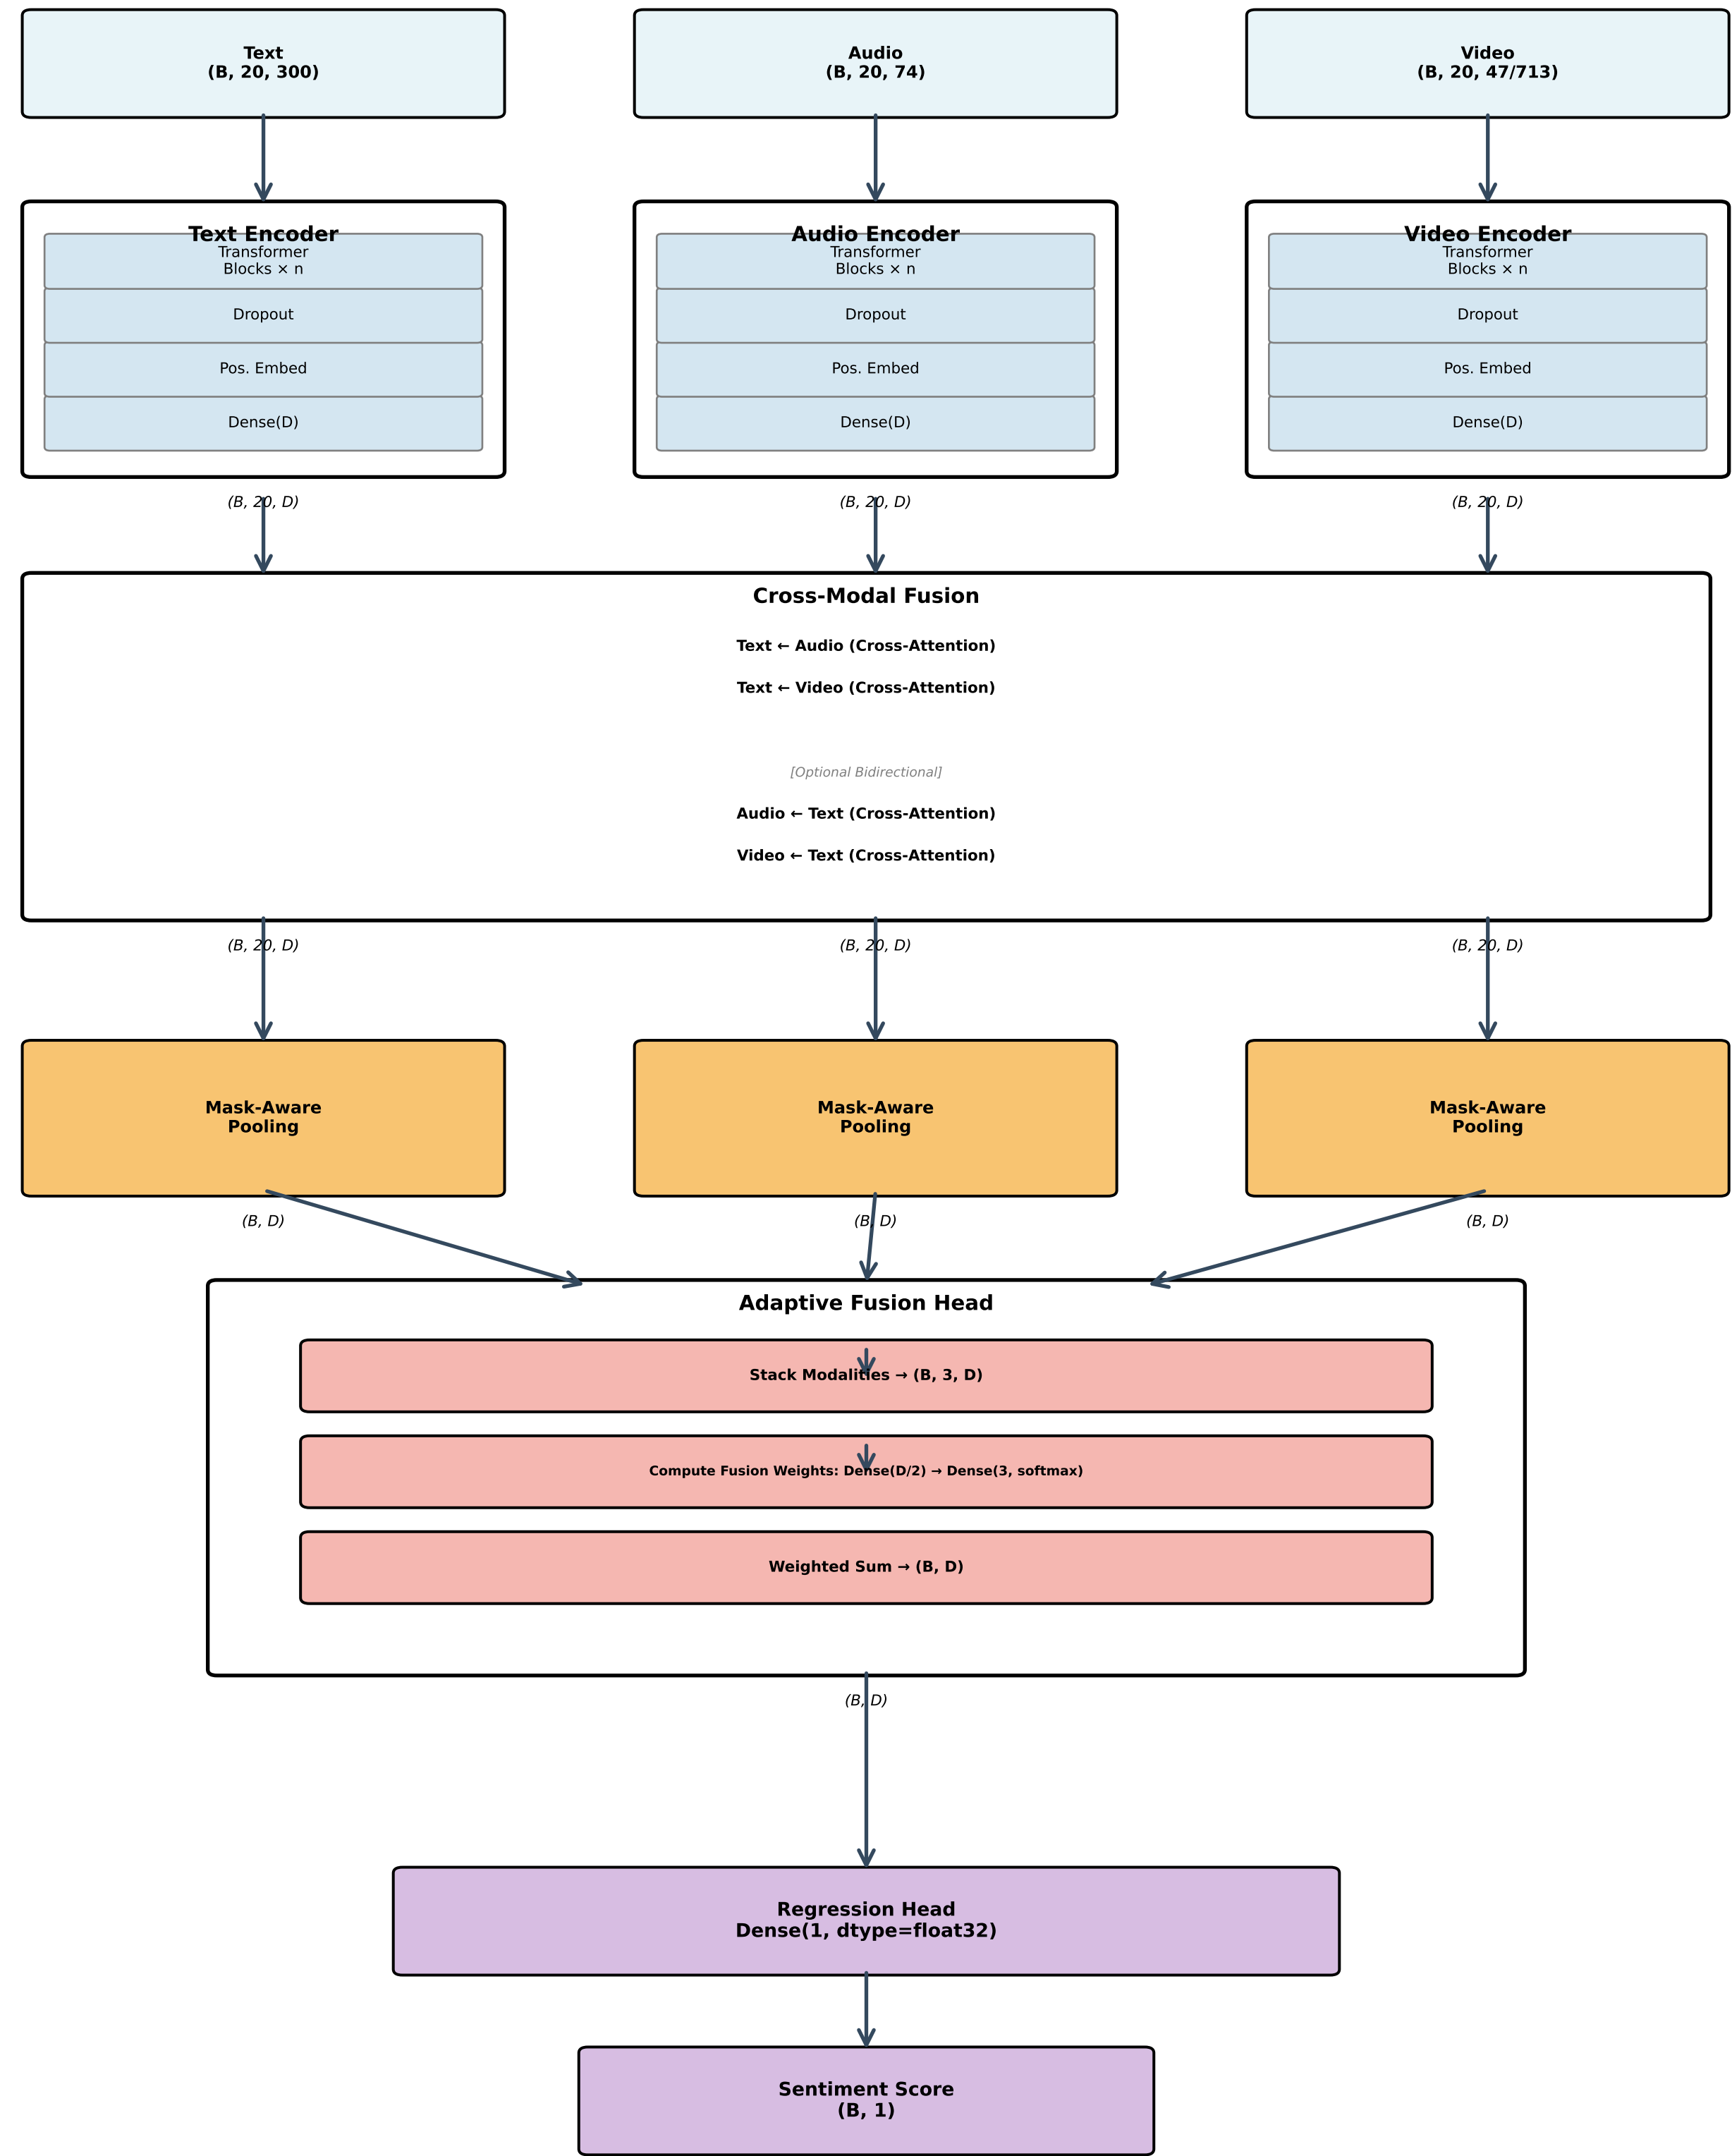 Text
(B, 20, 300)
Audio
(B, 20, 74)
Video
(B, 20, 47/713)
Text Encoder
Transformer
Blocks × n
Dropout
Pos. Embed
Dense(D)
Audio Encoder
Transformer
Blocks × n
Dropout
Pos. Embed
Dense(D)
Video Encoder
Transformer
Blocks × n
Dropout
Pos. Embed
Dense(D)
(B, 20, D)
(B, 20, D)
(B, 20, D)
Cross-Modal Fusion
Text ← Audio (Cross-Attention)
Text ← Video (Cross-Attention)
[Optional Bidirectional]
Audio ← Text (Cross-Attention)
Video ← Text (Cross-Attention)
(B, 20, D)
(B, 20, D)
(B, 20, D)
Mask-Aware
Pooling
Mask-Aware
Pooling
Mask-Aware
Pooling
(B, D)
(B, D)
(B, D)
Adaptive Fusion Head
Stack Modalities → (B, 3, D)
Compute Fusion Weights: Dense(D/2) → Dense(3, softmax)
Weighted Sum → (B, D)
(B, D)
Regression Head
Dense(1, dtype=float32)
Sentiment Score
(B, 1)